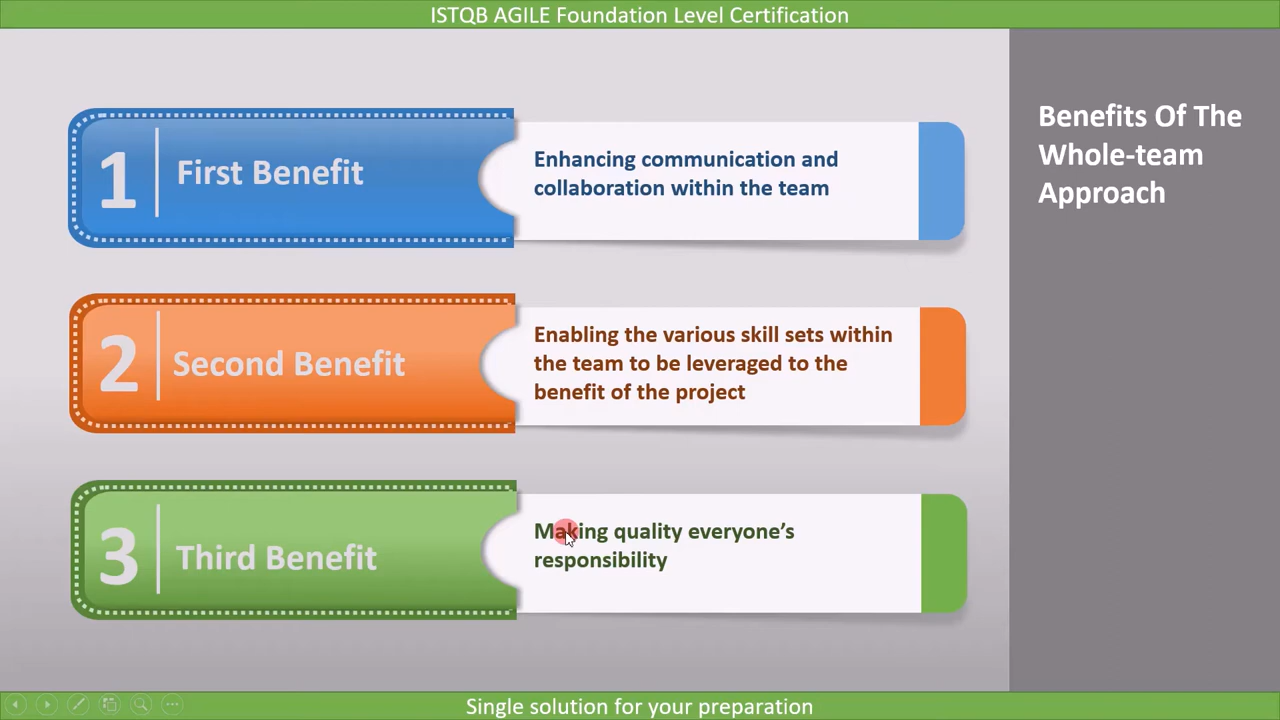 ISTQB AGILE Foundation Level Certification
Benefits Of The
Whole-team
Approach
1
First Benefit
Enhancing communication and
collaboration within the team
2
Second Benefit
Enabling the various skill sets within
the team to be leveraged to the
benefit of the project
3
Third Benefit
Making quality everyone’s
responsibility
Single solution for your preparation